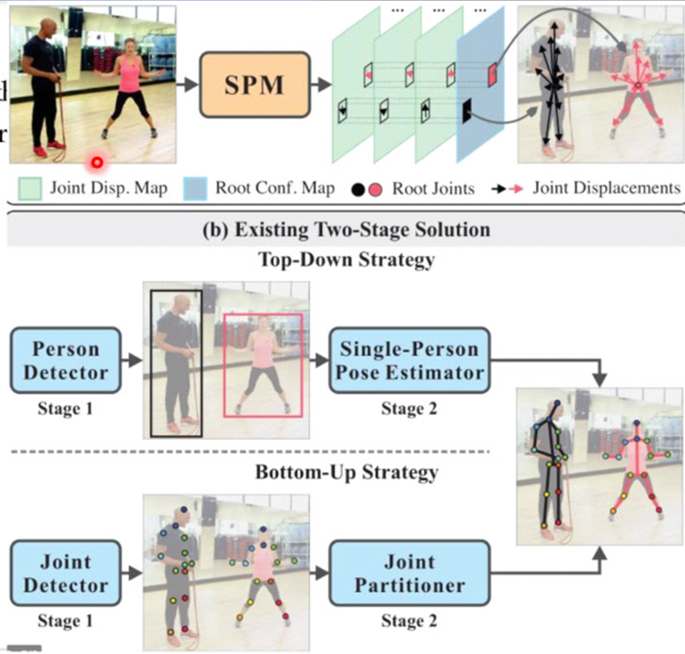 d
r
SPM
... ... ...
Joint Disp. Map Root Conf. Map Root Joints Joint Displacements
(b) Existing Two-Stage Solution
Top-Down Strategy
Person
Detector
Stage 1
Single-Person
Pose Estimator
Stage 2
Bottom-Up Strategy
Joint
Detector
Stage 1
Joint
Partitioner
Stage 2